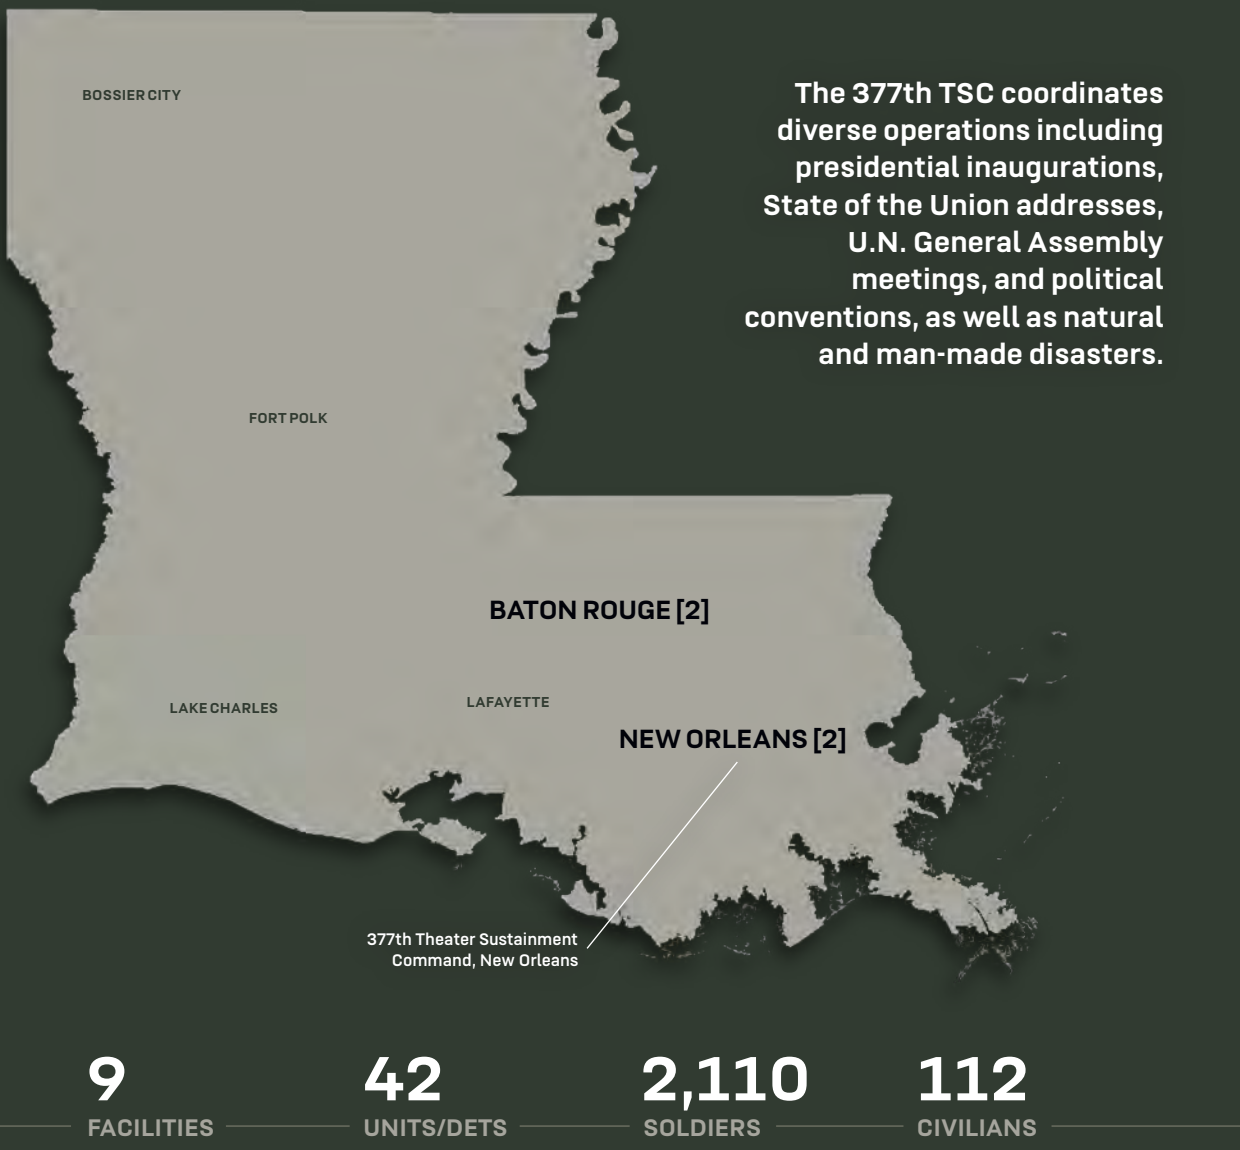 BOSSIER CITY
The 377th TSC coordinates
diverse operations including
presidential inaugurations,
State of the Union addresses,
U.N. General Assembly
meetings, and political
conventions, as well as natural
and man-made disasters.
FORT POLK
BATON ROUGE [2]
LAKE CHARLES
LAFAYETTE
NEW ORLEANS [2]
377th Theater Sustainment
Command, New Orleans
9
FACILITIES
42
UNITS/DETS
2,110
SOLDIERS
112
CIVILIANS